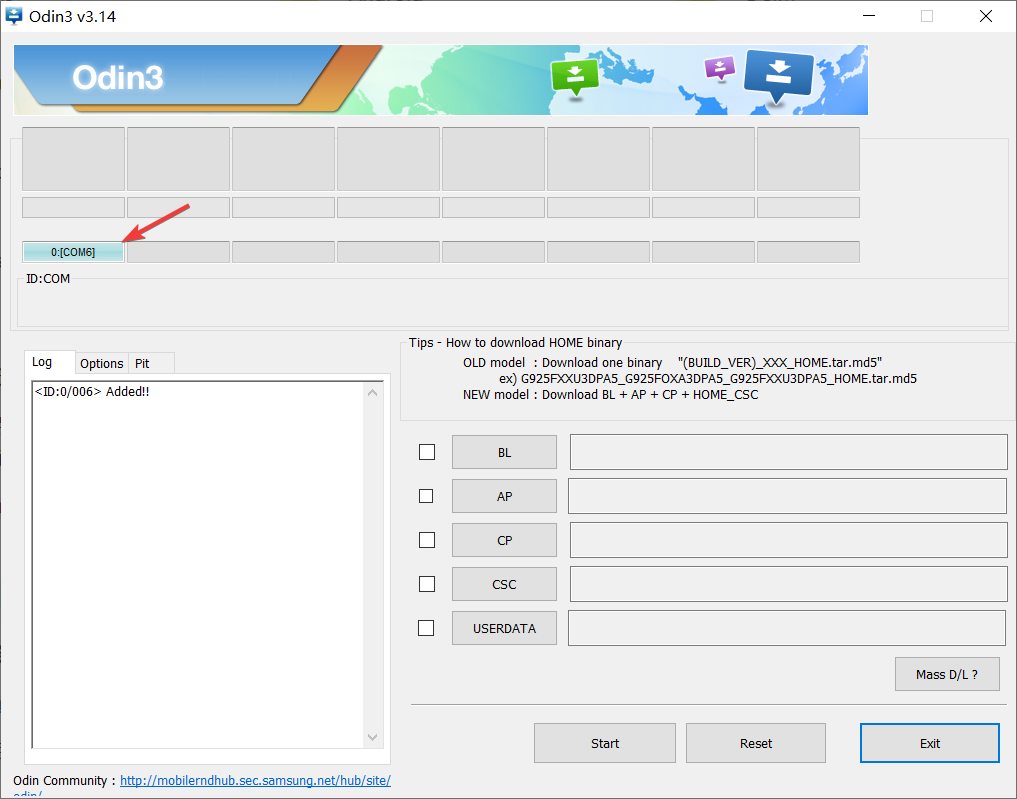 Odin3 v3.14
Odin3
0:[COM6]
ID:COM
Log
Options
Pit
<ID:0/006> Added!!
Tips - How to download HOME binary
OLD model : Download one binary "(BUILD_VER)_XXX_HOME.tar.md5"
ex) G925FXXU3DPA5_G925FOXA3DPA5_G925FXXU3DPA5_HOME.tar.md5
NEW model : Download BL + AP + CP + HOME_CSC
BL
AP
CP
CSC
USERDATA
Mass D/L ?
Start
Reset
Exit
Odin Community : http://mobilerndhub.sec.samsung.net/hub/site/
odin/